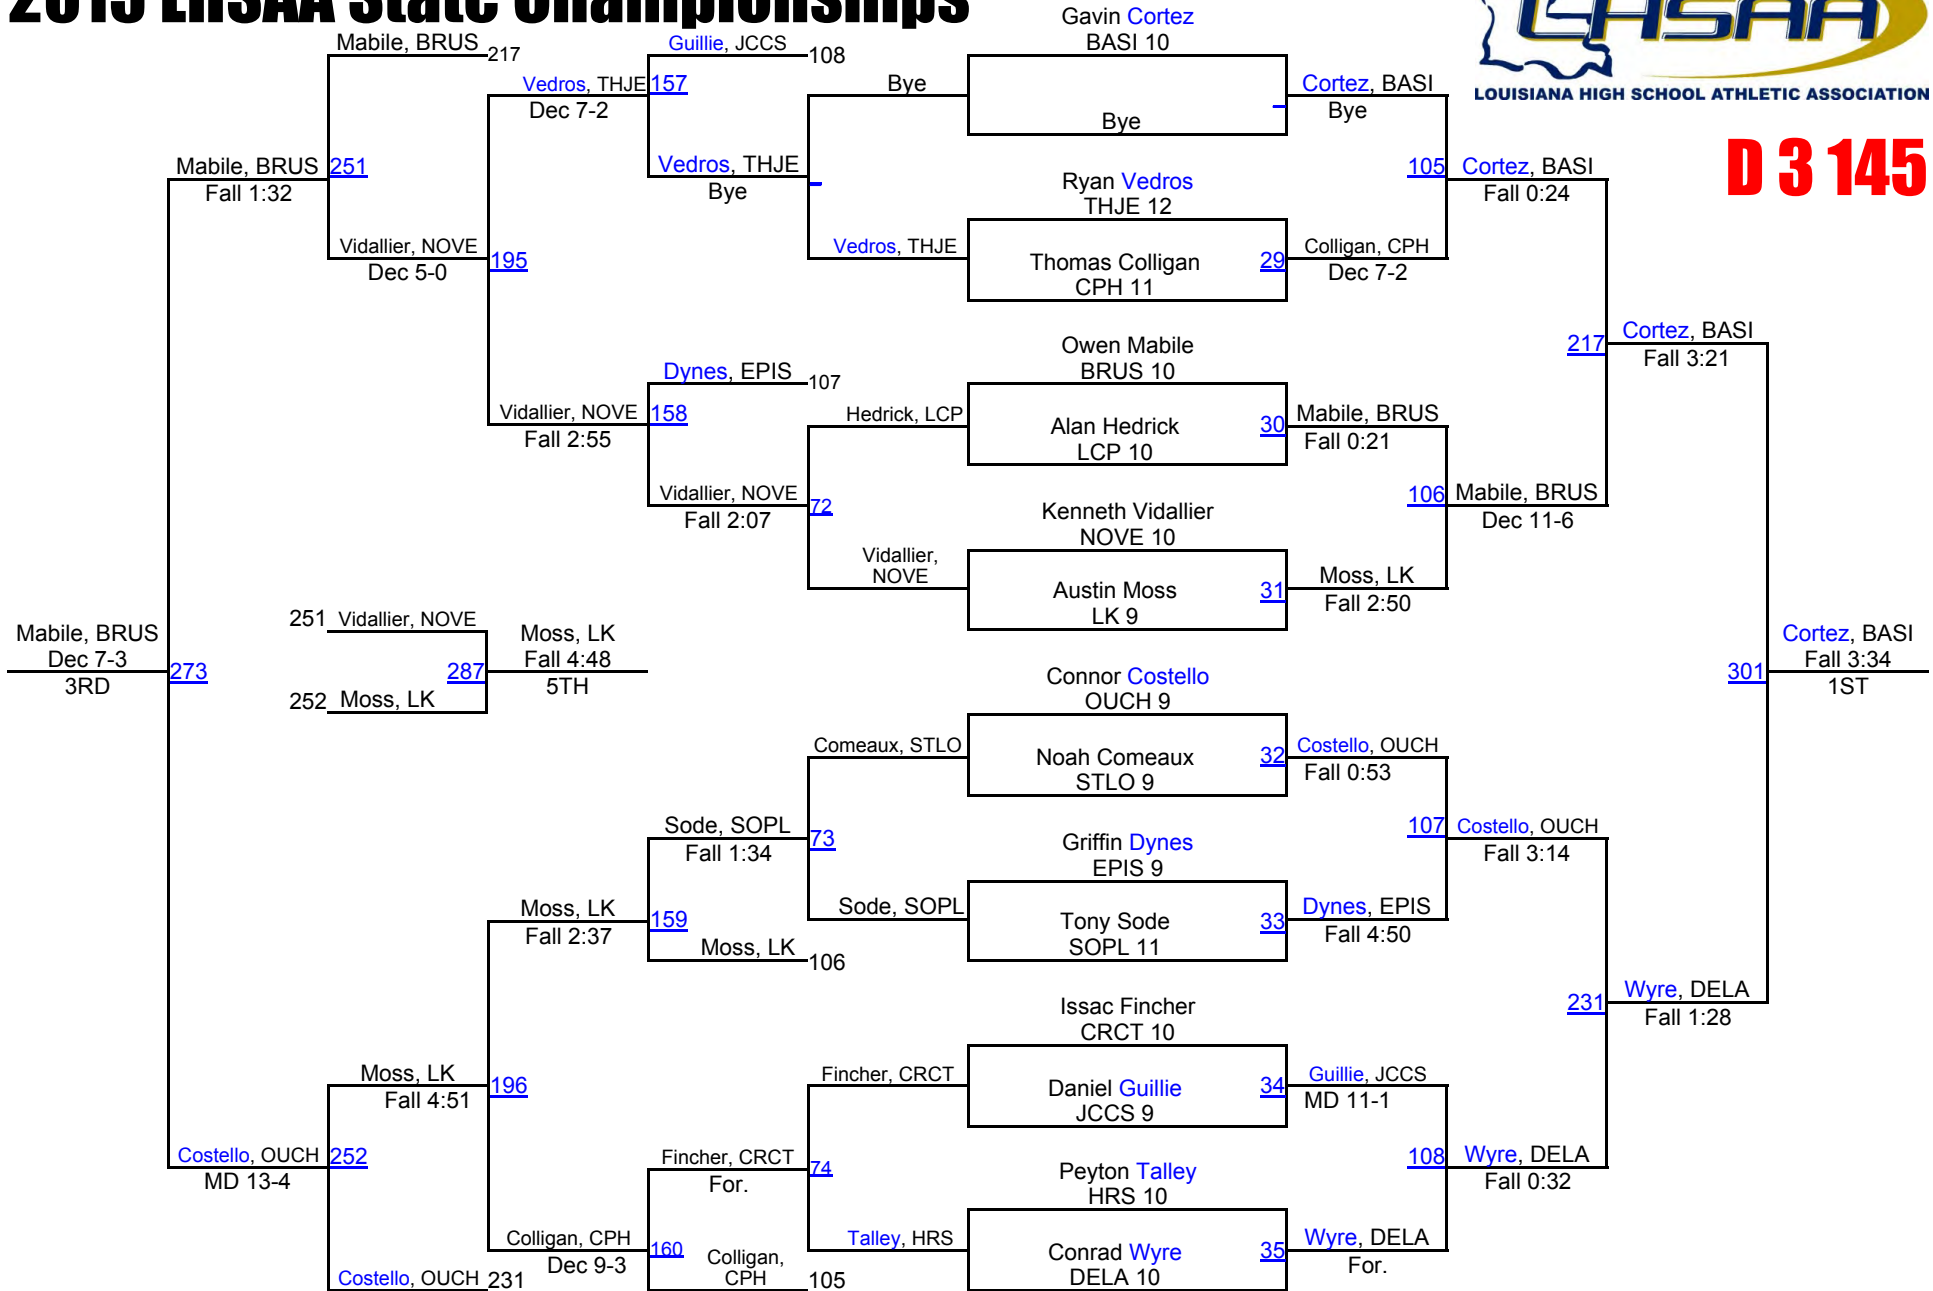 2015 LHSAA State Championships
LHSAA
LOUISIANA HIGH SCHOOL ATHLETIC ASSOCIATION
D 3 145
Mabile, BRUS
217
Vedros, THJE
157
Dec 7-2
Guillie, JCCS
108
Bye
Gavin Cortez
BASI 10
Bye
Cortez, BASI
Bye
Mabile, BRUS
251
Fall 1:32
Vedros, THJE
Bye
Ryan Vedros
THJE 12
105
Cortez, BASI
Fall 0:24
Vidallier, NOVE
195
Dec 5-0
Vedros, THJE
Thomas Colligan
29
CPH 11
Colligan, CPH
Dec 7-2
Owen Mabile
BRUS 10
217
Cortez, BASI
Fall 3:21
Dynes, EPIS
107
Vidallier, NOVE
158
Fall 2:55
Hedrick, LCP
Alan Hedrick
30
LCP 10
Mabile, BRUS
Fall 0:21
Vidallier, NOVE
72
Fall 2:07
Kenneth Vidallier
NOVE 10
106
Mabile, BRUS
Dec 11-6
Vidallier,
NOVE
Austin Moss
31
LK 9
Moss, LK
Fall 2:50
Mabile, BRUS
Dec 7-3
273
3RD
251 Vidallier, NOVE
287
252 Moss, LK
Moss, LK
Fall 4:48
5TH
Connor Costello
OUCH 9
301
Cortez, BASI
Fall 3:34
1ST
Comeaux, STLO
Noah Comeaux
32
STLO 9
Costello, OUCH
Fall 0:53
Sode, SOPL
73
Fall 1:34
Griffin Dynes
EPIS 9
107
Costello, OUCH
Fall 3:14
Moss, LK
159
Fall 2:37
Moss, LK
106
Sode, SOPL
Tony Sode
33
SOPL 11
Dynes, EPIS
Fall 4:50
Issac Fincher
CRCT 10
231
Wyre, DELA
Fall 1:28
Moss, LK
196
Fall 4:51
Fincher, CRCT
Daniel Guillie
34
JCCS 9
Guillie, JCCS
MD 11-1
Costello, OUCH
252
MD 13-4
Fincher, CRCT
74
For.
Peyton Talley
HRS 10
108
Wyre, DELA
Fall 0:32
Colligan, CPH
160
Dec 9-3
Talley, HRS
Conrad Wyre
35
DELA 10
Wyre, DELA
For.
Costello, OUCH
231
Colligan,
CPH
105